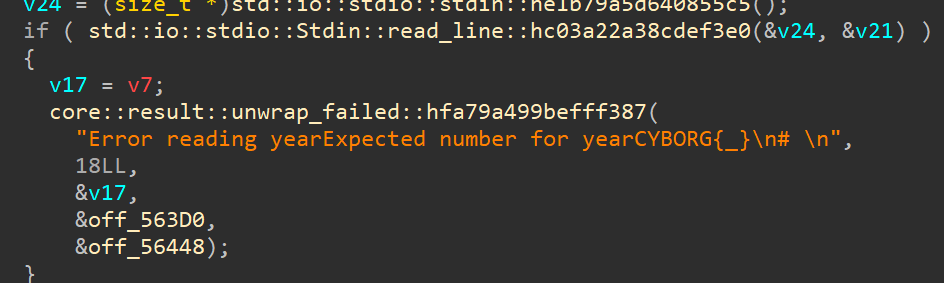 v24 = (size_t *)std::io::stdio::stdin::he1b79a5d640855c5();
if ( std::io::stdio::Stdin::read_line::hc03a22a38cdef3e0(&v24, &v21) )
{
v17 = v7;
core::result::unwrap_failed::hfa79a499befff387(
"Error reading yearExpected number for yearCYBORG{_}\n# \n",
18LL,
&v17,
&off_563D0,
&off_56448);
}